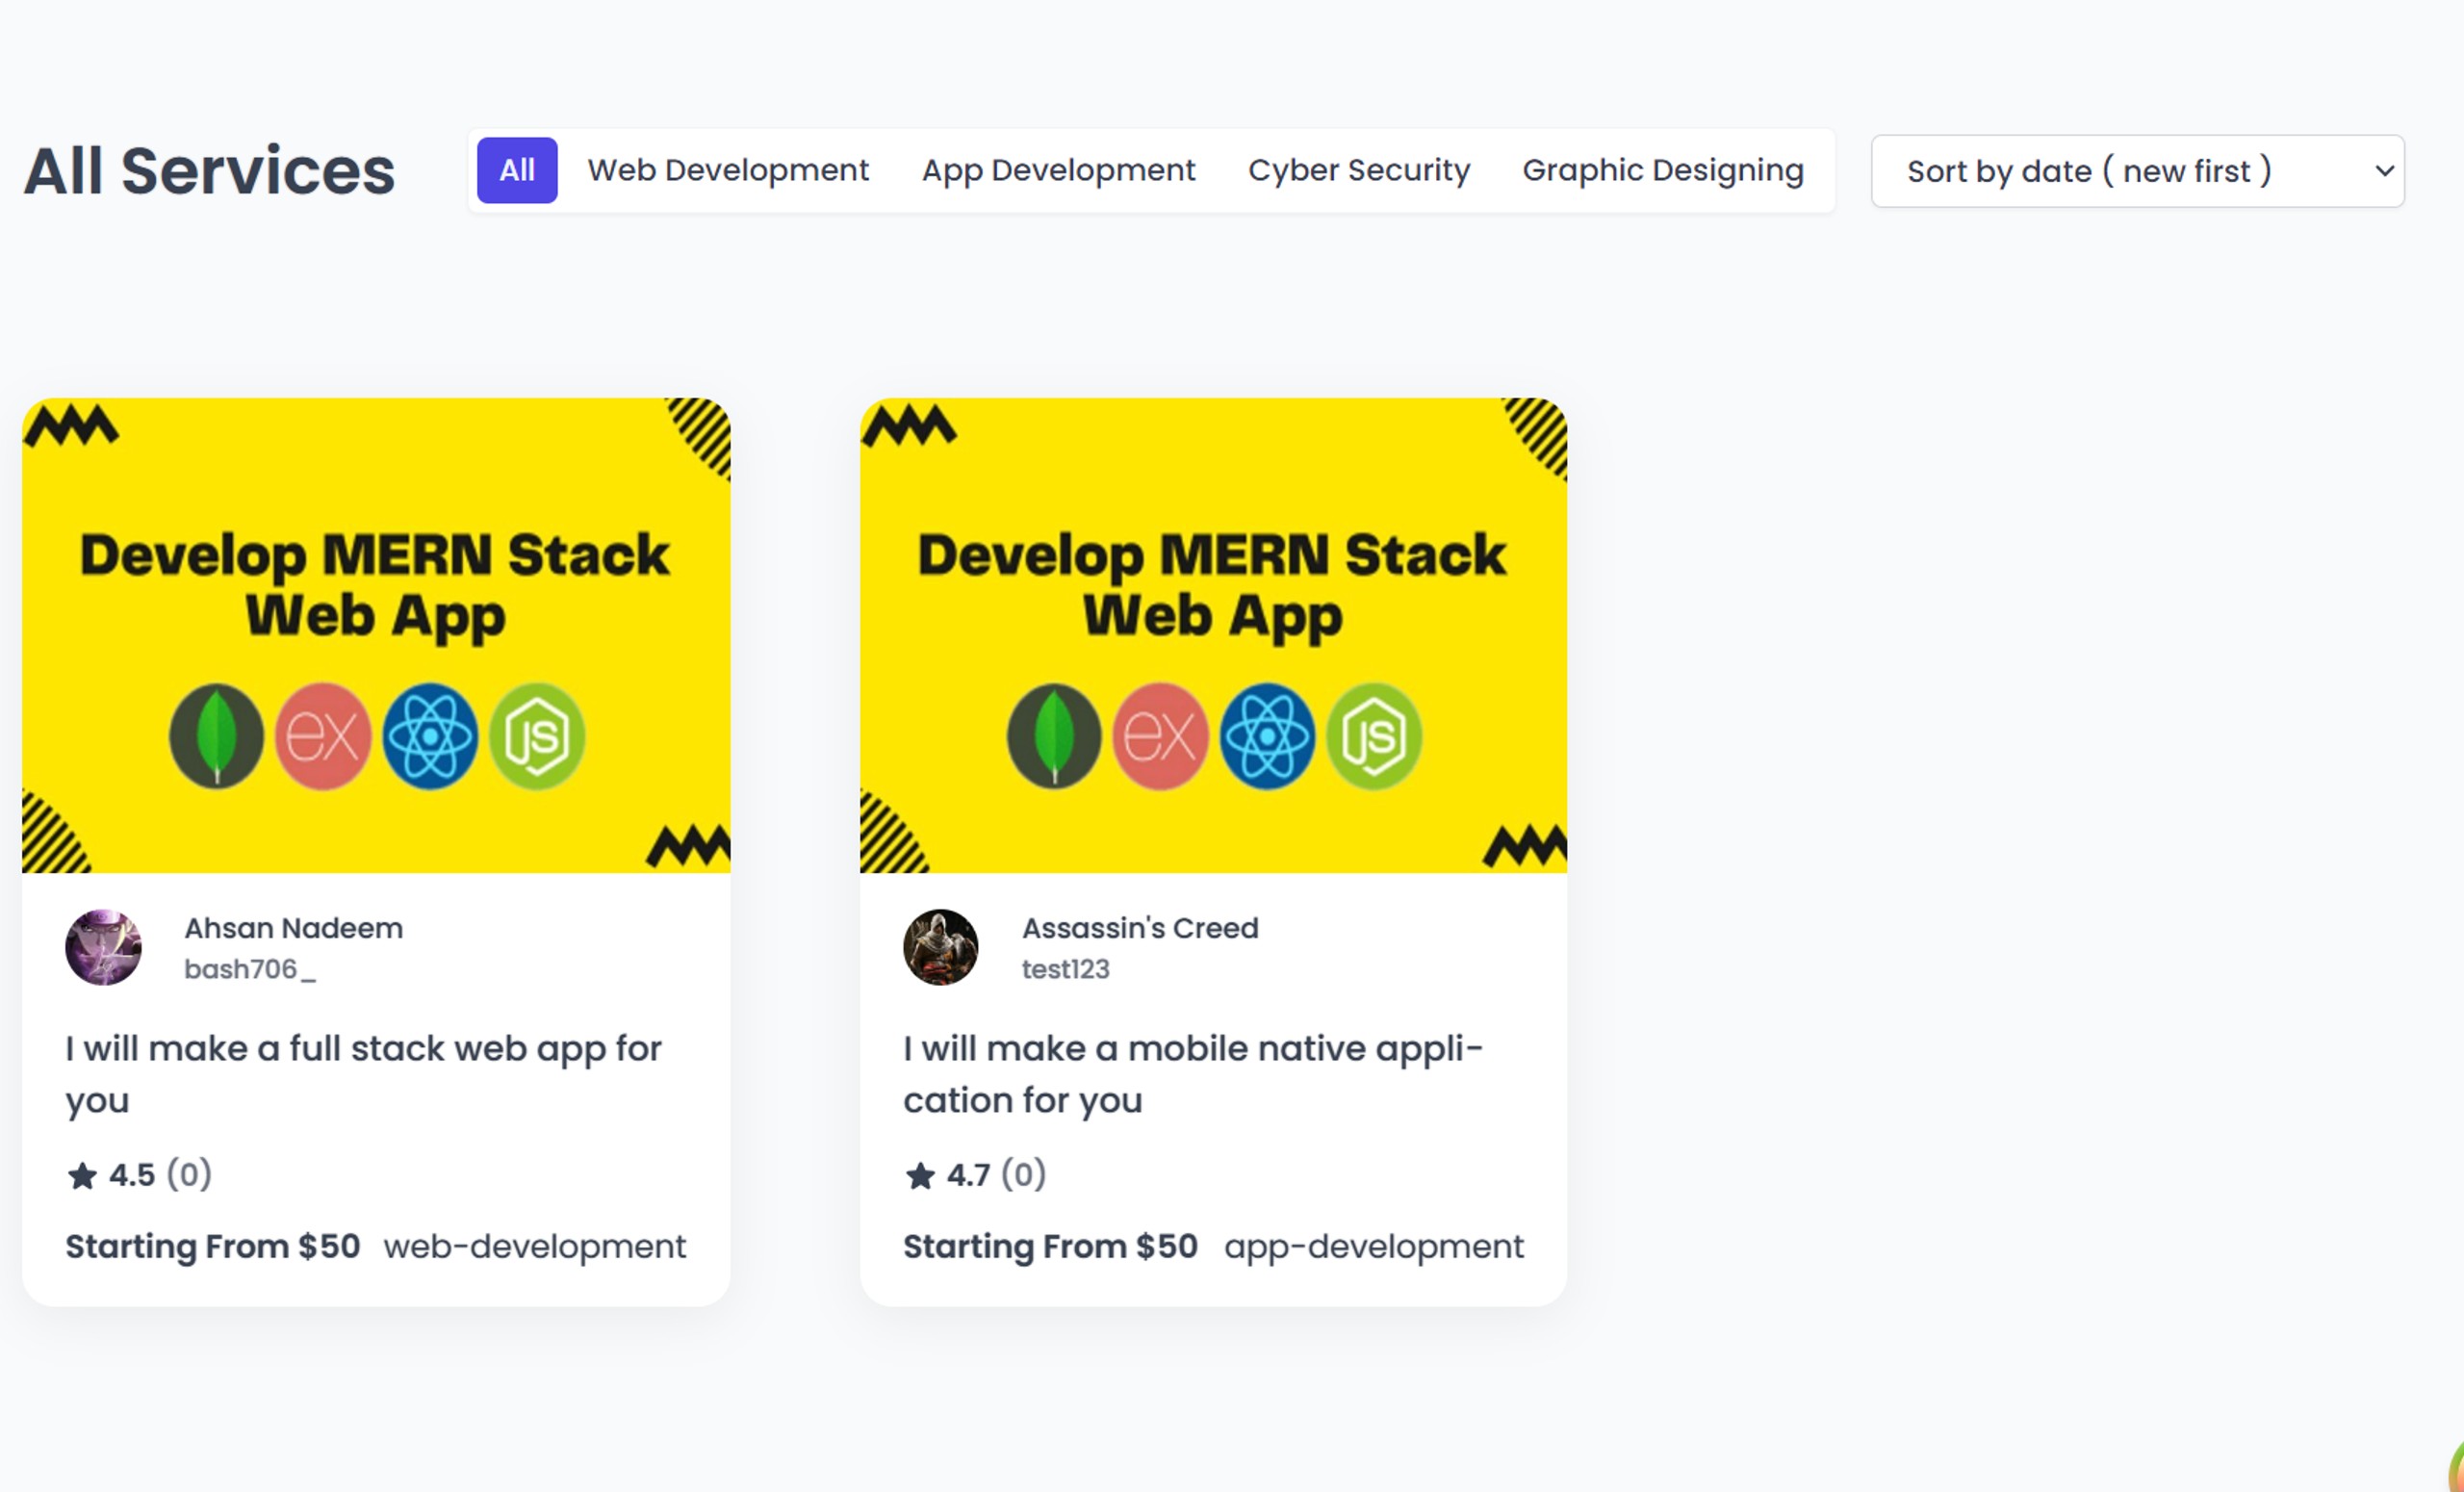 All Services
All Web Development App Development Cyber Security Graphic Designing
Sort by date ( new first )
Develop MERN Stack
Web App
ex
JS
Ahsan Nadeem
bash706_
I will make a full stack web app for
you
4.5 (0)
Starting From $50 web-development
Develop MERN Stack
Web App
ex
JS
Assassin's Creed
test123
I will make a mobile native appli-
cation for you
4.7 (0)
Starting From $50 app-development